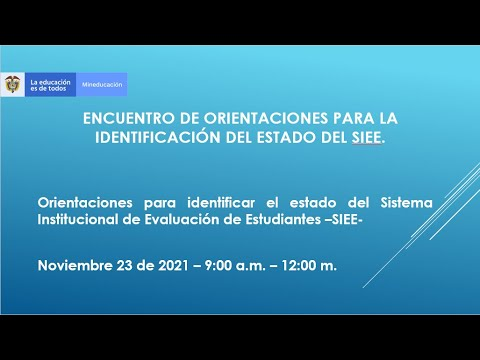 La educación
es de todos
Mineducación
ENCUENTRO DE ORIENTACIONES PARA LA
IDENTIFICACIÓN DEL ESTADO DEL SIEE.
Orientaciones para identificar el estado del Sistema
Institucional de Evaluación de Estudiantes –SIEE-
Noviembre 23 de 2021 – 9:00 a.m. – 12:00 m.